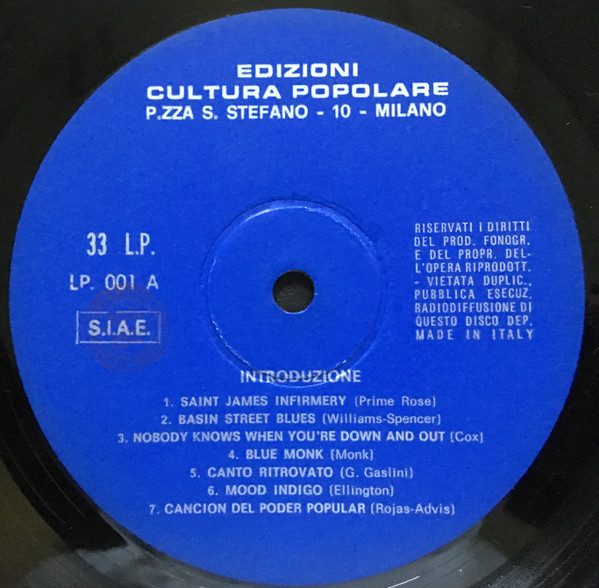 EDIZIONI
CULTURA POPOLARE
P.ZZA S. STEFANO - 10 - MILANO
33 L.P.
LP. 001 A
S.I.A.E.
RISERVATI I DIRITTI
DEL PROD. FONOGR.
E DEL PROPR. DEL-
L'OPERA RIPRODOTT.
- VIETATA DUPLIC.,
PUBBLICA ESECUZ.
RADIODIFFUSIONE DI
QUESTO DISCO DEP.
MADE IN ITALY
INTRODUZIONE
1. SAINT JAMES INFIRMERY (Prime Rose)
2. BASIN STREET BLUES (Williams-Spencer)
3. NOBODY KNOWS WHEN YOU'RE DOWN AND OUT (Cox)
4. BLUE MONK (Monk)
5. CANTO RITROVATO (G. Gaslini)
6. MOOD INDIGO (Ellington)
7. CANCION DEL PODER POPULAR (Rojas-Advis)